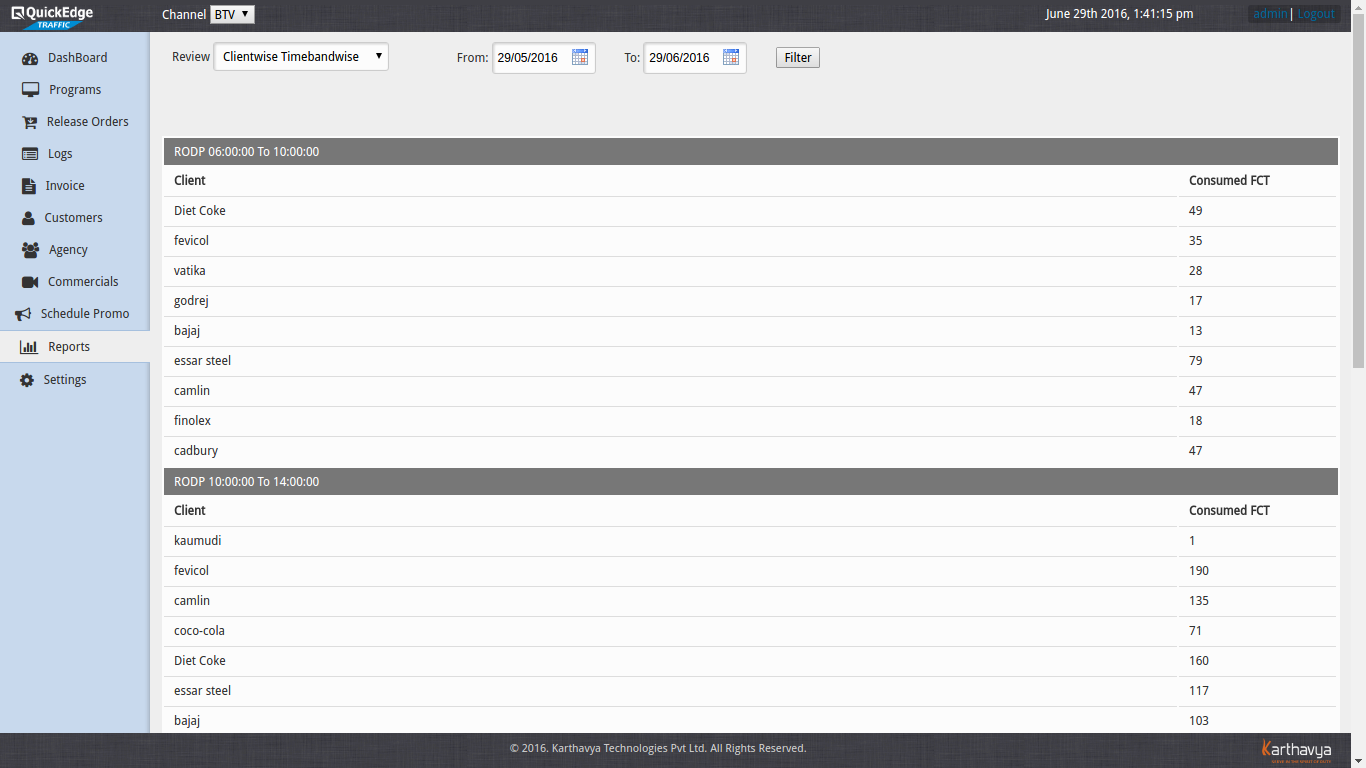 QuickEdge
TRAFFIC
Channel BTV
June 29th 2016, 1:41:15 pm
admin| Logout
DashBoard
Programs
Release Orders
Logs
Invoice
Customers
Agency
Commercials
Schedule Promo
Reports
Settings
Review Clientwise Timebandwise From: 29/05/2016 To: 29/06/2016 Filter
RODP 06:00:00 To 10:00:00
Client Consumed FCT
Diet Coke 49
fevicol 35
vatika 28
godrej 17
bajaj 13
essar steel 79
camlin 47
finolex 18
cadbury 47
RODP 10:00:00 To 14:00:00
Client Consumed FCT
kaumudi 1
fevicol 190
camlin 135
coco-cola 71
Diet Coke 160
essar steel 117
bajaj 103
© 2016. Karthavya Technologies Pvt Ltd. All Rights Reserved.
Karthavya